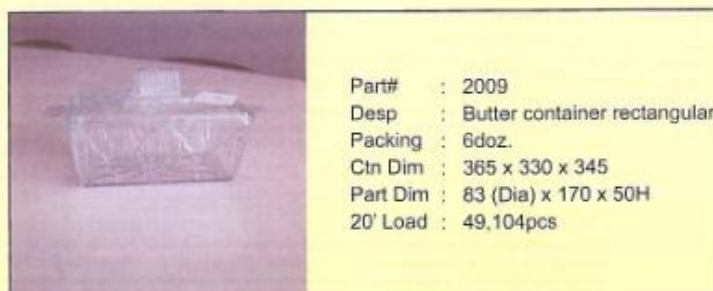 Part# : 2009
Desp : Butter container rectangular
Packing : 6doz.
Ctn Dim : 365 x 330 x 345
Part Dim : 83 (Dia) x 170 x 50H
20' Load : 49,104pcs